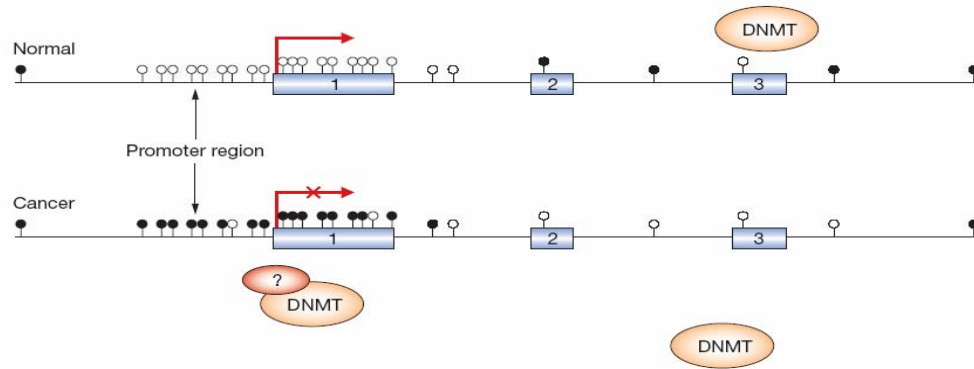 DNMT
Normal
1
2
3
Promoter region
Cancer
1
2
3
?
DNMT
DNMT